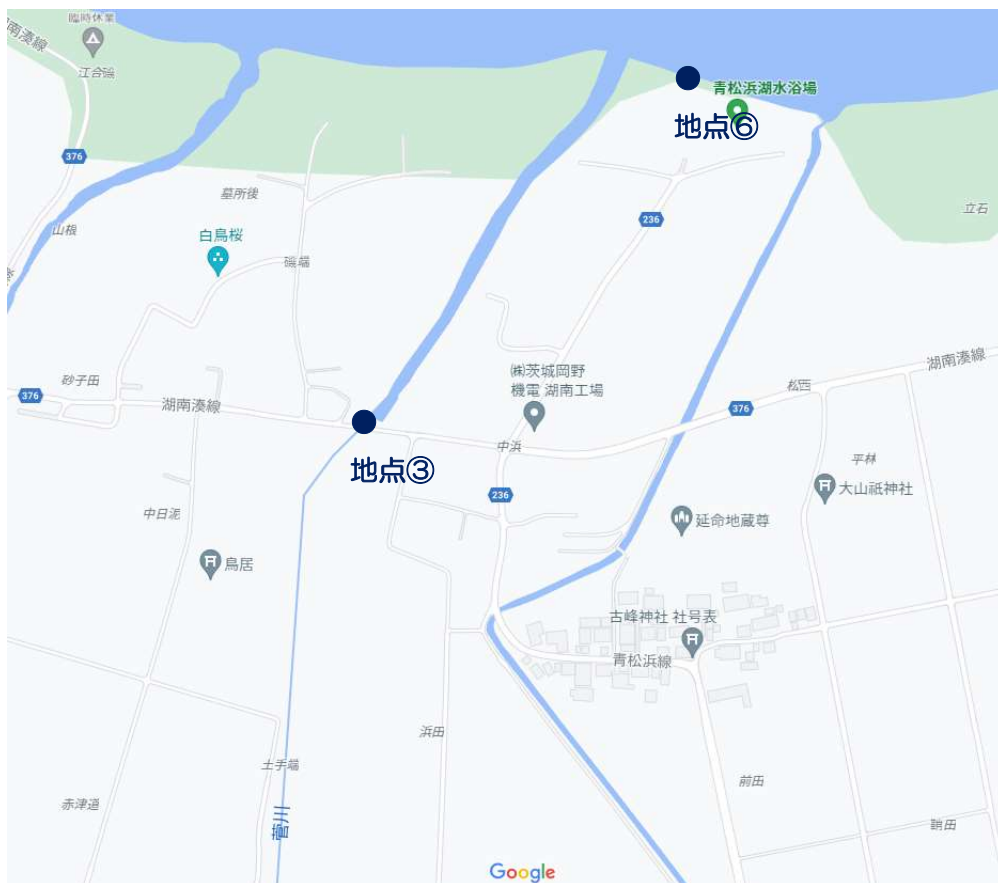 臨時休業
湖南湊線
江合磯
青松浜湖水浴場
地点⑥
376
墓所後
236
立石
山根
白鳥桜
磯端
湖南湊線
㈱茨城岡野
機電 湖南工場
砂子田
松西
376
湖南湊線
376
中浜
地点③
平林
大山祇神社
236
中日泥
延命地蔵尊
鳥居
古峰神社 社号表
青松浜線
浜田
土手端
前田
赤津道
菅川
鞘田
Google